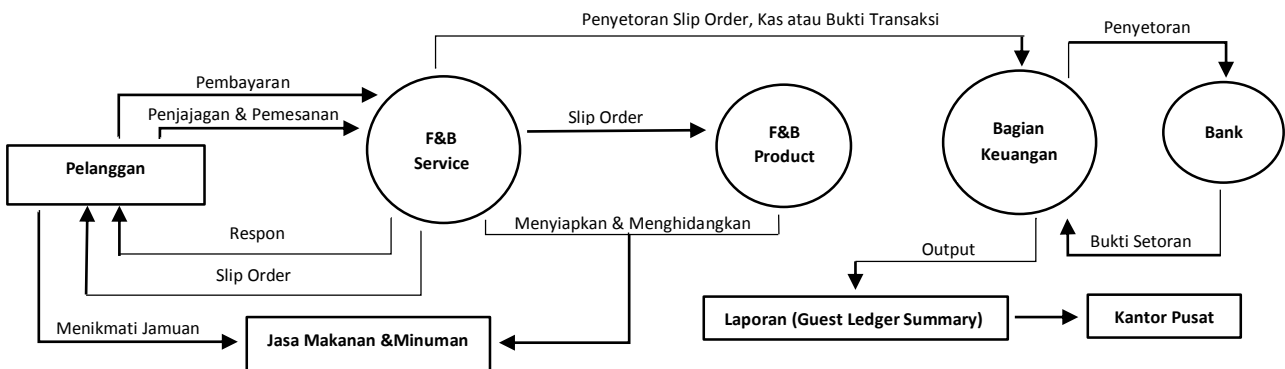 Penyetoran Slip Order, Kas atau Bukti Transaksi
Penyetoran
Pembayaran
Penjajagan & Pemesanan
Slip Order
F&B
Service
F&B
Product
Bagian
Keuangan
Bank
Pelanggan
Respon
Menyiapkan & Menghidangkan
Output
Bukti Setoran
Slip Order
Menikmati Jamuan
Jasa Makanan &Minuman
Laporan (Guest Ledger Summary)
Kantor Pusat